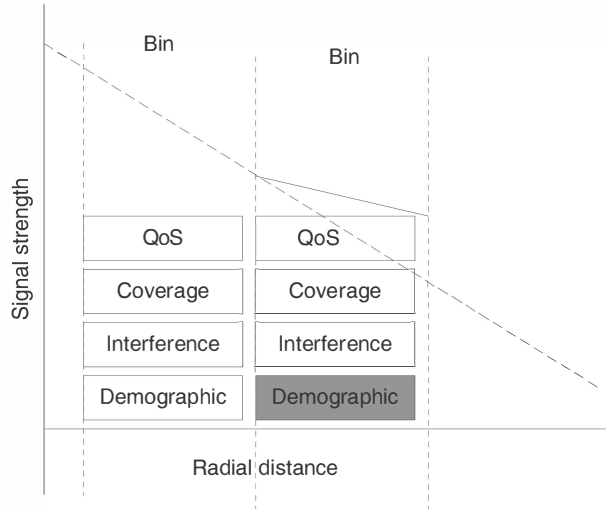 Bin
Bin
Signal strength
QoS
QoS
Coverage
Coverage
Interference
Interference
Demographic
Demographic
Radial distance